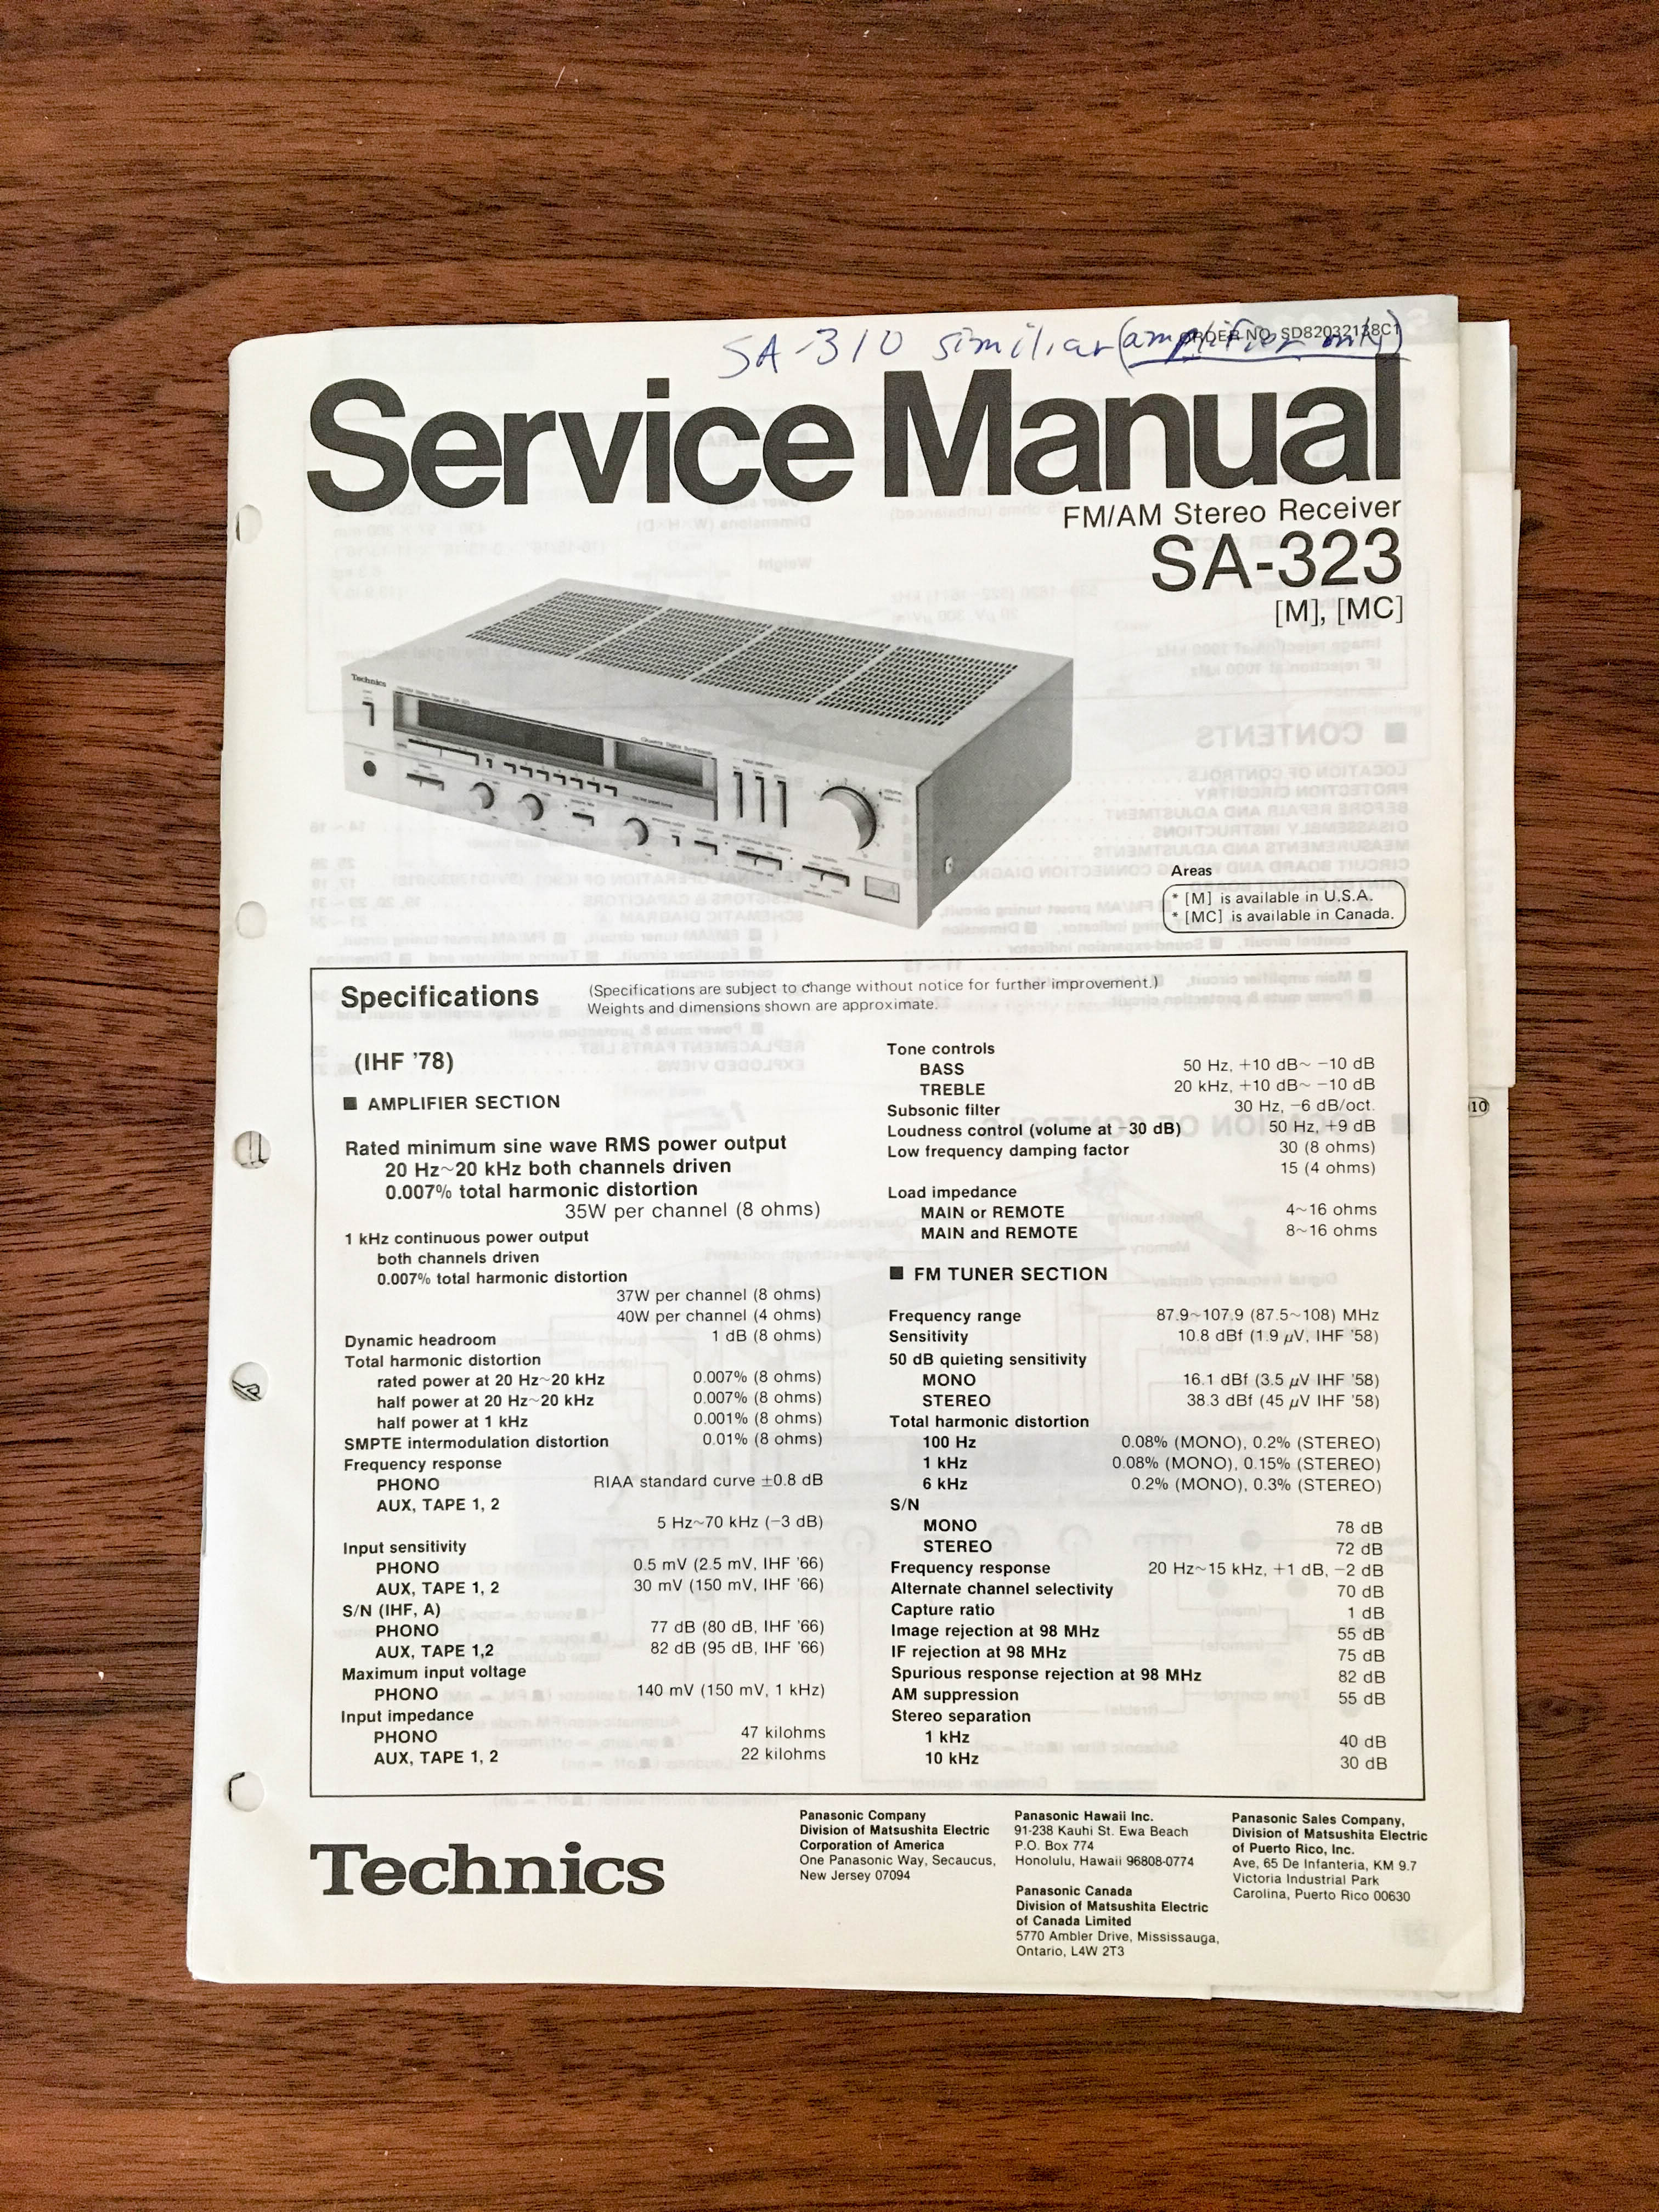 SA-310 similiar (amplifier only)
ORDER NO. SD82032138C1
Service Manual
FM/AM Stereo Receiver
SA-323
[M], [MC]
Technics
Areas
* [M] is available in U.S.A.
* [MC] is available in Canada.
Specifications
(Specifications are subject to change without notice for further improvement.)
Weights and dimensions shown are approximate.
(IHF '78)
■ AMPLIFIER SECTION
Rated minimum sine wave RMS power output
20 Hz~20 kHz both channels driven
0.007% total harmonic distortion
35W per channel (8 ohms)
1 kHz continuous power output
both channels driven
0.007% total harmonic distortion
37W per channel (8 ohms)
40W per channel (4 ohms)
Dynamic headroom 1 dB (8 ohms)
Total harmonic distortion
rated power at 20 Hz~20 kHz 0.007% (8 ohms)
half power at 20 Hz~20 kHz 0.007% (8 ohms)
half power at 1 kHz 0.001% (8 ohms)
SMPTE intermodulation distortion 0.01% (8 ohms)
Frequency response
PHONO RIAA standard curve ±0.8 dB
AUX, TAPE 1, 2
5 Hz~70 kHz (−3 dB)
Input sensitivity
PHONO 0.5 mV (2.5 mV, IHF '66)
AUX, TAPE 1, 2 30 mV (150 mV, IHF '66)
S/N (IHF, A)
PHONO 77 dB (80 dB, IHF '66)
AUX, TAPE 1,2 82 dB (95 dB, IHF '66)
Maximum input voltage
PHONO 140 mV (150 mV, 1 kHz)
Input impedance
PHONO 47 kilohms
AUX, TAPE 1, 2 22 kilohms
Tone controls
BASS 50 Hz, +10 dB~ −10 dB
TREBLE 20 kHz, +10 dB~ −10 dB
Subsonic filter 30 Hz, −6 dB/oct.
Loudness control (volume at −30 dB) 50 Hz, +9 dB
Low frequency damping factor 30 (8 ohms)
15 (4 ohms)
Load impedance
MAIN or REMOTE 4~16 ohms
MAIN and REMOTE 8~16 ohms
■ FM TUNER SECTION
Frequency range 87.9~107.9 (87.5~108) MHz
Sensitivity 10.8 dBf (1.9 μV, IHF '58)
50 dB quieting sensitivity
MONO 16.1 dBf (3.5 μV IHF '58)
STEREO 38.3 dBf (45 μV IHF '58)
Total harmonic distortion
100 Hz 0.08% (MONO), 0.2% (STEREO)
1 kHz 0.08% (MONO), 0.15% (STEREO)
6 kHz 0.2% (MONO), 0.3% (STEREO)
S/N
MONO 78 dB
STEREO 72 dB
Frequency response 20 Hz~15 kHz, +1 dB, −2 dB
Alternate channel selectivity 70 dB
Capture ratio 1 dB
Image rejection at 98 MHz 55 dB
IF rejection at 98 MHz 75 dB
Spurious response rejection at 98 MHz 82 dB
AM suppression 55 dB
Stereo separation
1 kHz 40 dB
10 kHz 30 dB
10
Technics
Panasonic Company
Division of Matsushita Electric
Corporation of America
One Panasonic Way, Secaucus,
New Jersey 07094
Panasonic Hawaii Inc.
91-238 Kauhi St. Ewa Beach
P.O. Box 774
Honolulu, Hawaii 96808-0774
Panasonic Canada
Division of Matsushita Electric
of Canada Limited
5770 Ambler Drive, Mississauga,
Ontario, L4W 2T3
Panasonic Sales Company,
Division of Matsushita Electric
of Puerto Rico, Inc.
Ave, 65 De Infanteria, KM 9.7
Victoria Industrial Park
Carolina, Puerto Rico 00630